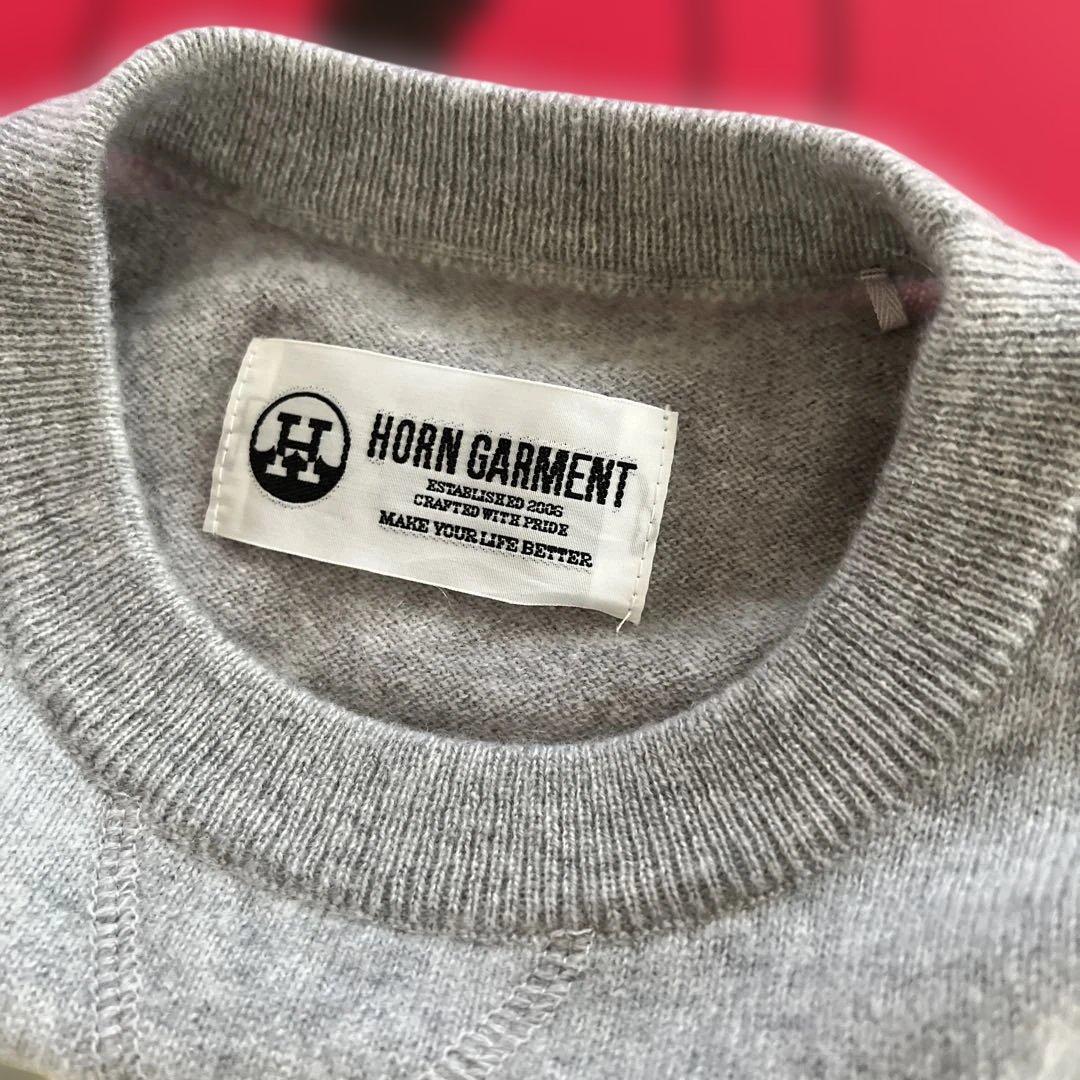 H
HORN GARMENT
ESTABLISHED 2006
CRAFTED WITH PRIDE
MAKE YOUR LIFE BETTER